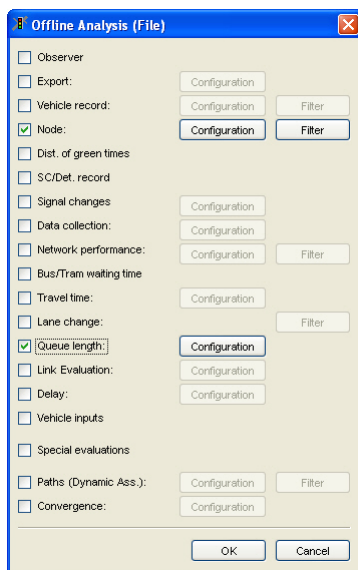 Offline Analysis (File)
Observer
Export: Configuration
Vehicle record: Configuration Filter
Node: Configuration Filter
Dist. of green times
SC/Det. record
Signal changes Configuration
Data collection: Configuration
Network performance: Configuration Filter
Bus/Tram waiting time
Travel time: Configuration
Lane change: Filter
Queue length: Configuration
Link Evaluation: Configuration
Delay: Configuration
Vehicle inputs
Special evaluations
Paths (Dynamic Ass.): Configuration Filter
Convergence: Configuration
OK Cancel